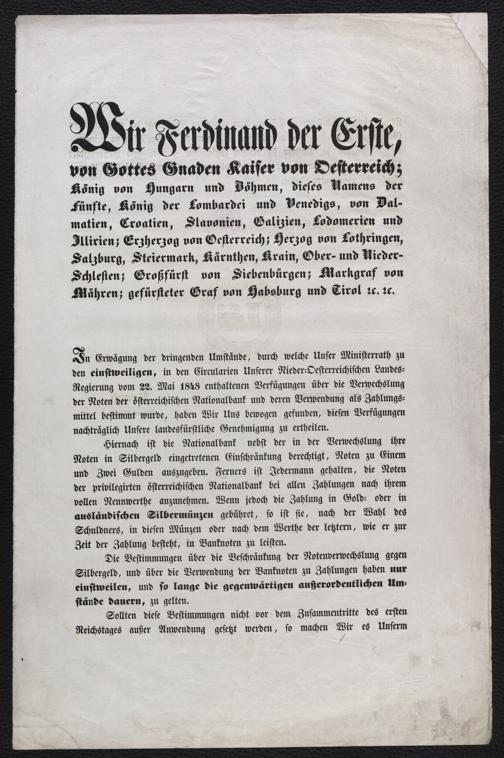 Wir Ferdinand der Erste,
von Gottes Gnaden Kaiser von Oesterreich;
König von Hungarn und Böhmen, dieses Namens der
Fünfte, König der Lombardei und Venedigs, von Dal-
matien, Croatien, Slavonien, Galizien, Lodomerien und
Illirien; Erzherzog von Oesterreich; Herzog von Lothringen,
Salzburg, Steiermark, Kärnthen, Krain, Ober- und Nieder-
Schlesien; Großfürst von Siebenbürgen; Markgraf von
Mähren; gefürsteter Graf von Habsburg und Tirol ꝛc. ꝛc.
In Erwägung der dringenden Umstände, durch welche Unser Ministerrath zu
den einstweiligen, in den Circularien Unserer Nieder-Oesterreichischen Landes-
Regierung vom 22. Mai 1848 enthaltenen Verfügungen über die Verwechslung
der Noten der österreichischen Nationalbank und deren Verwendung als Zahlungs-
mittel bestimmt wurde, haben Wir Uns bewogen gefunden, diesen Verfügungen
nachträglich Unsere landesfürstliche Genehmigung zu ertheilen.
Hiernach ist die Nationalbank nebst der in der Verwechslung ihre
Noten in Silbergeld eingetretenen Einschränkung berechtigt, Noten zu Einem
und Zwei Gulden auszugeben. Ferners ist Jedermann gehalten, die Noten
der privilegirten österreichischen Nationalbank bei allen Zahlungen nach ihrem
vollen Nennwerthe anzunehmen. Wenn jedoch die Zahlung in Gold- oder in
ausländischen Silbermünzen gebührt, so ist sie, nach der Wahl des
Schuldners, in diesen Münzen oder nach dem Werthe der letztern, wie er zur
Zeit der Zahlung besteht, in Banknoten zu leisten.
Die Bestimmungen über die Beschränkung der Notenverwechslung gegen
Silbergeld, und über die Verwendung der Banknoten zu Zahlungen haben nur
einstweilen, und so lange die gegenwärtigen außerordentlichen Um-
stände dauern, zu gelten.
Sollten diese Bestimmungen nicht vor dem Zusammentritte des ersten
Reichstages außer Anwendung gesetzt werden, so machen Wir es Unserm